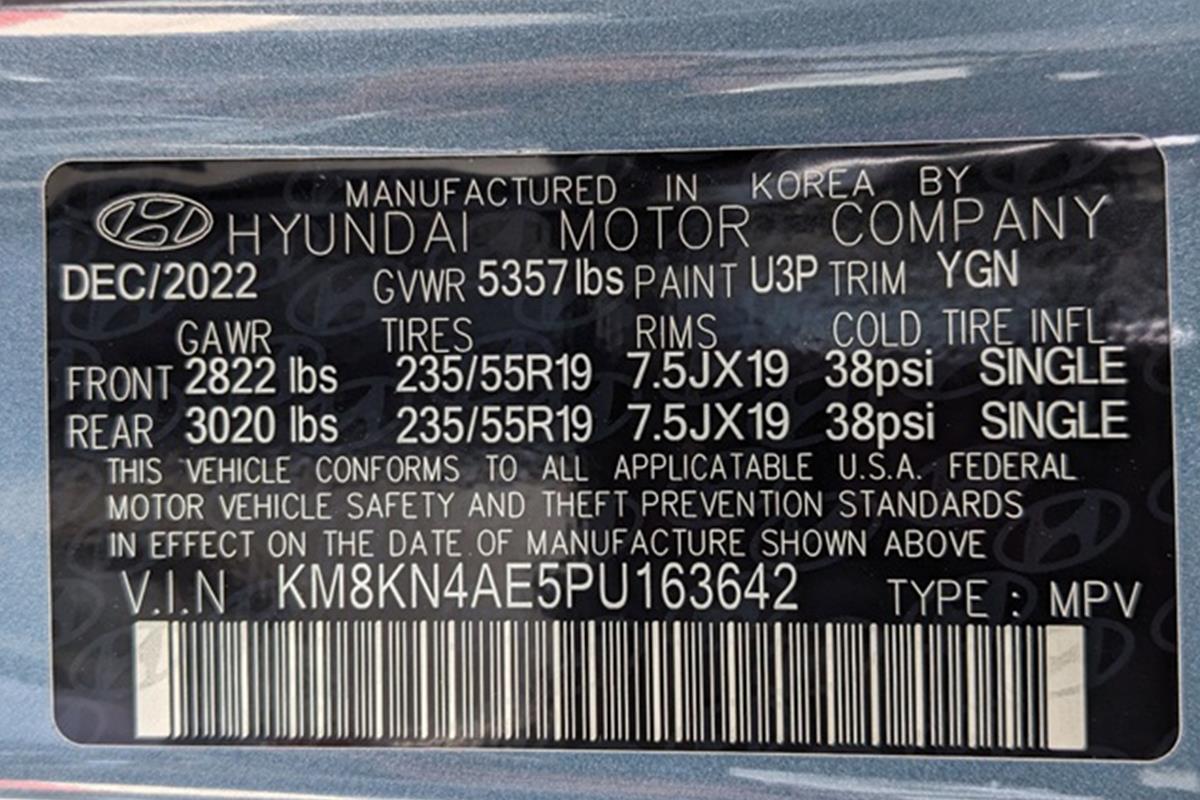 MANUFACTURED IN KOREA BY
HYUNDAI MOTOR COMPANY
DEC/2022 GVWR 5357 lbs PAINT U3P TRIM YGN
GAWR TIRES RIMS COLD TIRE INFL
FRONT 2822 lbs 235/55R19 7.5JX19 38psi SINGLE
REAR 3020 lbs 235/55R19 7.5JX19 38psi SINGLE
THIS VEHICLE CONFORMS TO ALL APPLICATABLE U.S.A. FEDERAL
MOTOR VEHICLE SAFETY AND THEFT PREVENTION STANDARDS
IN EFFECT ON THE DATE OF MANUFACTURE SHOWN ABOVE
V.I.N KM8KN4AE5PU163642 TYPE : MPV